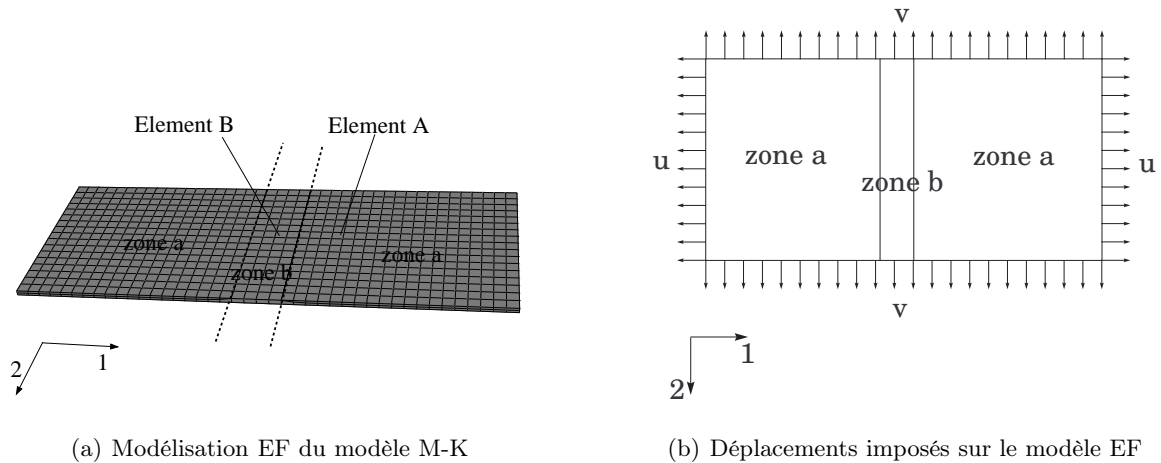 Element B
Element A
zone a
zone b
zone a
2
1
(a) Modélisation EF du modèle M-K
v
u
zone a
zone b
zone a
u
v
1
2
(b) Déplacements imposés sur le modèle EF